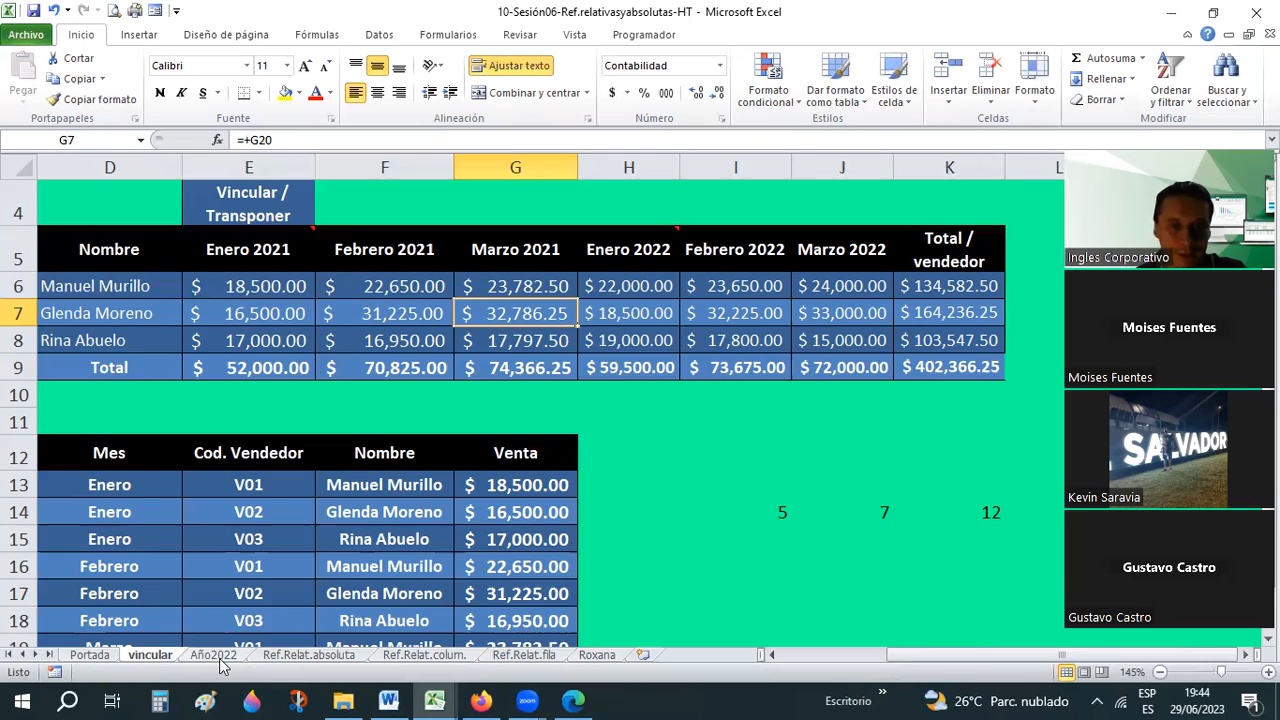 10-Sesión06-Ref.relativasyabsolutas-HT - Microsoft Excel
Archivo Inicio Insertar Diseño de página Fórmulas Datos Formularios Revisar Vista Programador
Pegar
Cortar
Copiar
Copiar formato
Portapapeles
Calibri 11
N K S
Fuente
Ajustar texto
Combinar y centrar
Alineación
Contabilidad
$ % 000
Número
Formato condicional
Dar formato como tabla
Estilos de celda
Estilos
Insertar Eliminar Formato
Celdas
Autosuma
Rellenar
Borrar
Ordenar y filtrar
Buscar y seleccionar
Modificar
G7 fx =+G20
D E F G H I J K L
4 Vincular / Transponer
5 Nombre Enero 2021 Febrero 2021 Marzo 2021 Enero 2022 Febrero 2022 Marzo 2022 Total / vendedor
6 Manuel Murillo $ 18,500.00 $ 22,650.00 $ 23,782.50 $ 22,000.00 $ 23,650.00 $ 24,000.00 $ 134,582.50
7 Glenda Moreno $ 16,500.00 $ 31,225.00 $ 32,786.25 $ 18,500.00 $ 32,225.00 $ 33,000.00 $ 164,236.25
8 Rina Abuelo $ 17,000.00 $ 16,950.00 $ 17,797.50 $ 19,000.00 $ 17,800.00 $ 15,000.00 $ 103,547.50
9 Total $ 52,000.00 $ 70,825.00 $ 74,366.25 $ 59,500.00 $ 73,675.00 $ 72,000.00 $ 402,366.25
10
11
12 Mes Cod. Vendedor Nombre Venta
13 Enero V01 Manuel Murillo $ 18,500.00
14 Enero V02 Glenda Moreno $ 16,500.00 5 7 12
15 Enero V03 Rina Abuelo $ 17,000.00
16 Febrero V01 Manuel Murillo $ 22,650.00
17 Febrero V02 Glenda Moreno $ 31,225.00
18 Febrero V03 Rina Abuelo $ 16,950.00
19 Marzo V01 Manuel Murillo $ 23,782.50
Ingles Corporativo
Moises Fuentes
Moises Fuentes
SALVADOR
Kevin Saravia
Gustavo Castro
Gustavo Castro
Portada vincular Año2022 Ref.Relat.absoluta Ref.Relat.colum. Ref.Relat.fila Roxana
Listo 145%
Escritorio » 26°C Parc. nublado ESP ES 19:44 29/06/2023 1